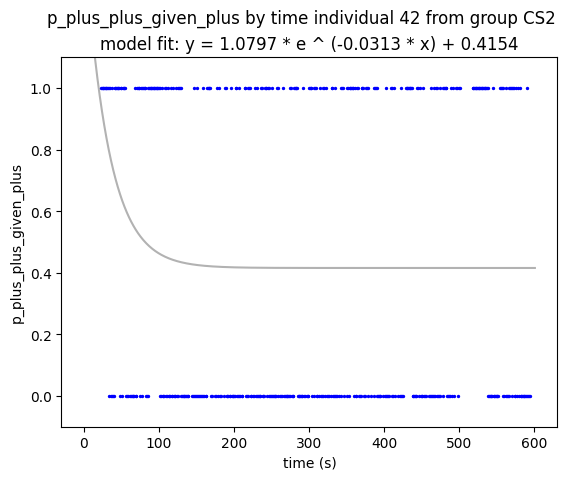 p_plus_plus_given_plus by time individual 42 from group CS2
model fit: y = 1.0797 * e ^ (-0.0313 * x) + 0.4154
p_plus_plus_given_plus
1.0
0.8
0.6
0.4
0.2
0.0
0 100 200 300 400 500 600
time (s)